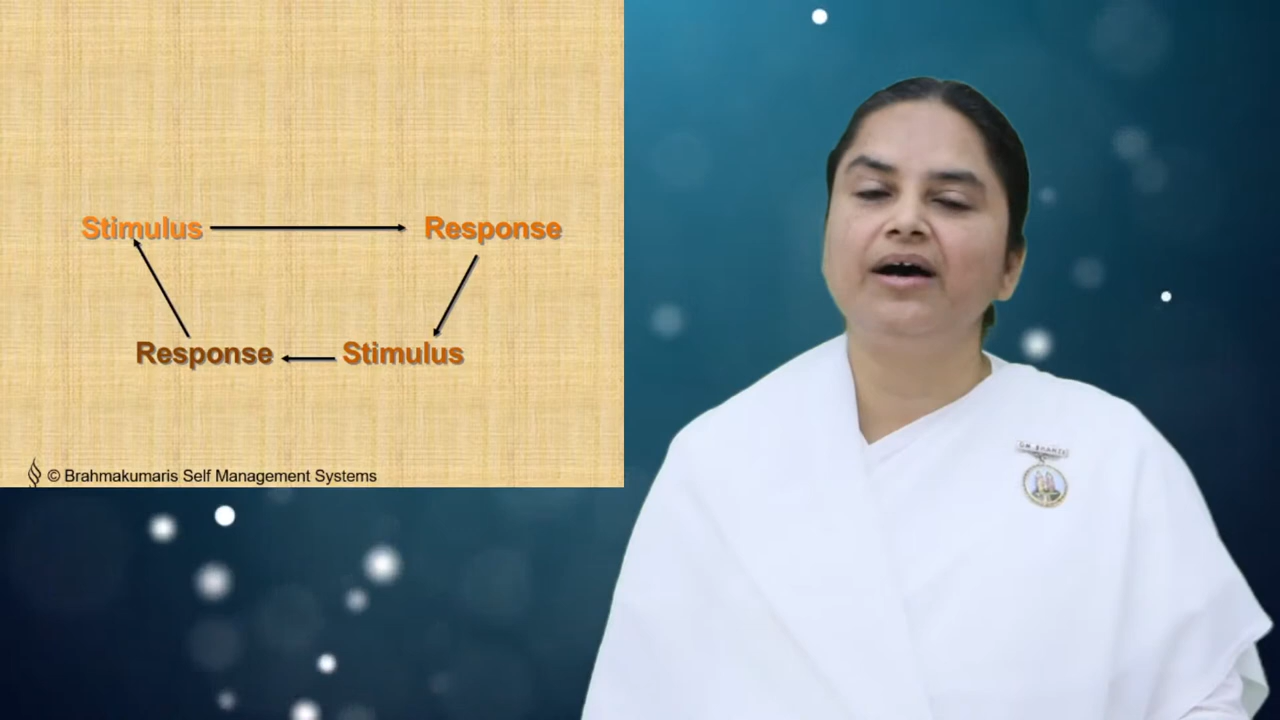 Stimulus Response
Response Stimulus
© Brahmakumaris Self Management Systems